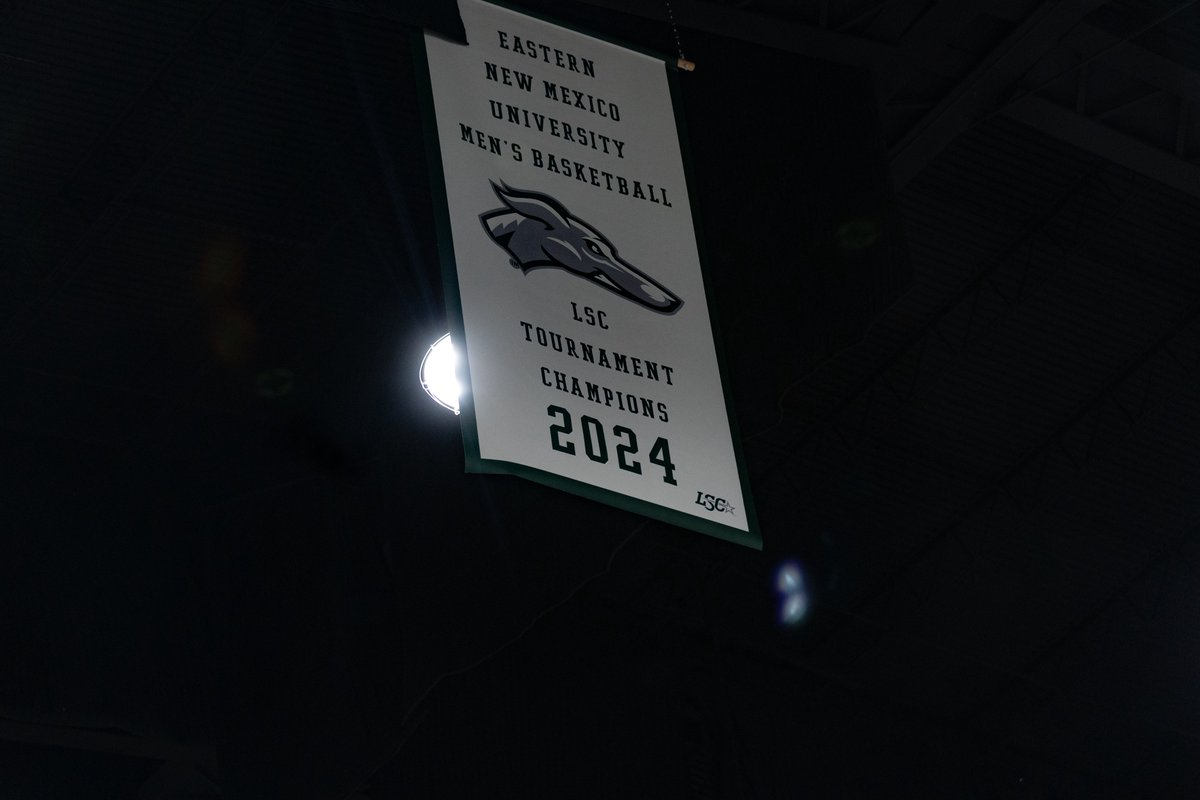 EASTERN
NEW MEXICO
UNIVERSITY
MEN'S BASKETBALL
LSC
TOURNAMENT
CHAMPIONS
2024
LSC